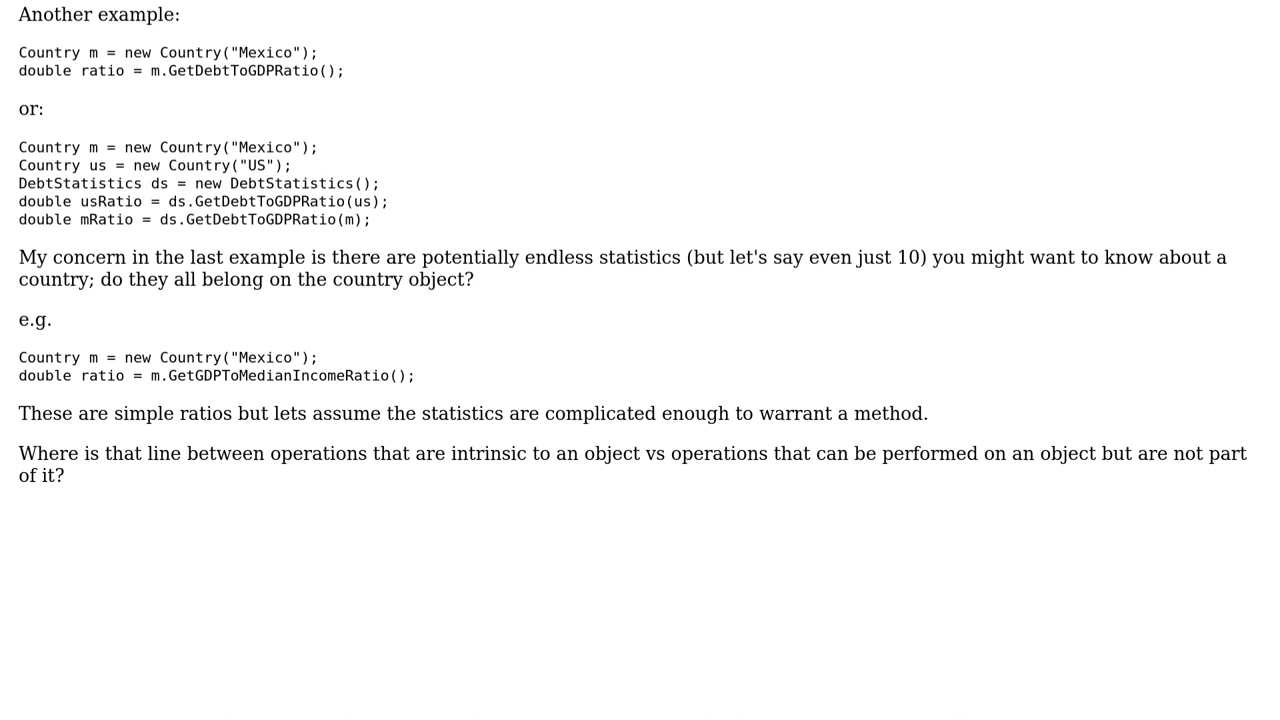 Another example:
Country m = new Country("Mexico");
double ratio = m.GetDebtToGDPRatio();
or:
Country m = new Country("Mexico");
Country us = new Country("US");
DebtStatistics ds = new DebtStatistics();
double usRatio = ds.GetDebtToGDPRatio(us);
double mRatio = ds.GetDebtToGDPRatio(m);
My concern in the last example is there are potentially endless statistics (but let's say even just 10) you might want to know about a
country; do they all belong on the country object?
e.g.
Country m = new Country("Mexico");
double ratio = m.GetGDPToMedianIncomeRatio();
These are simple ratios but lets assume the statistics are complicated enough to warrant a method.
Where is that line between operations that are intrinsic to an object vs operations that can be performed on an object but are not part
of it?